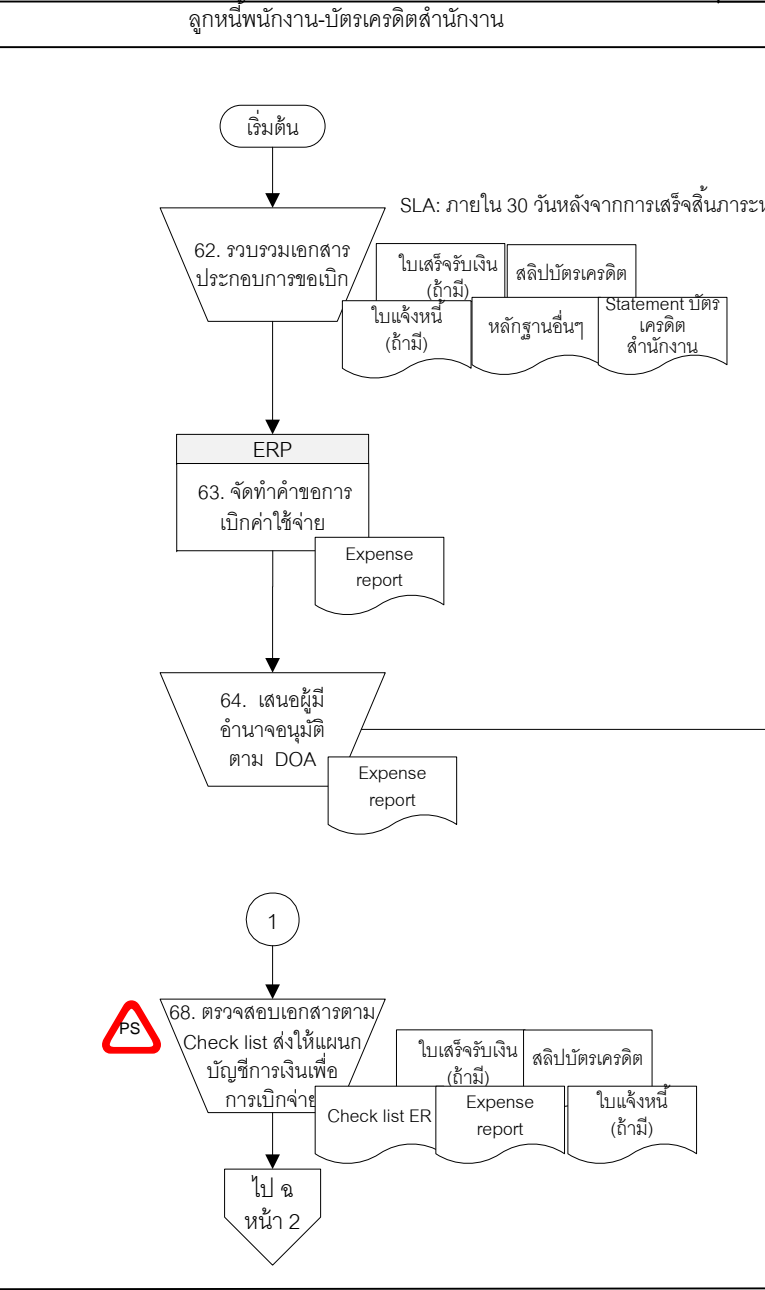 ลูกหนี้พนักงาน-บัตรเครดิตสำนักงาน
เริ่มต้น
SLA: ภายใน 30 วันหลังจากการเสร็จสิ้นภาระ
62. รวบรวมเอกสาร
ประกอบการขอเบิก
ใบเสร็จรับเงิน
(ถ้ามี)
สลิปบัตรเครดิต
ใบแจ้งหนี้
(ถ้ามี)
หลักฐานอื่นๆ
Statement บัตร
เครดิต
สำนักงาน
ERP
63. จัดทำคำขอการ
เบิกค่าใช้จ่าย
Expense
report
64. เสนอผู้มี
อำนาจอนุมัติ
ตาม DOA
Expense
report
1
PS
68. ตรวจสอบเอกสารตาม
Check list ส่งให้แผนก
บัญชีการเงินเพื่อ
การเบิกจ่าย
ใบเสร็จรับเงิน
(ถ้ามี)
สลิปบัตรเครดิต
Check list ER
Expense
report
ใบแจ้งหนี้
(ถ้ามี)
ไป ฉ
หน้า 2